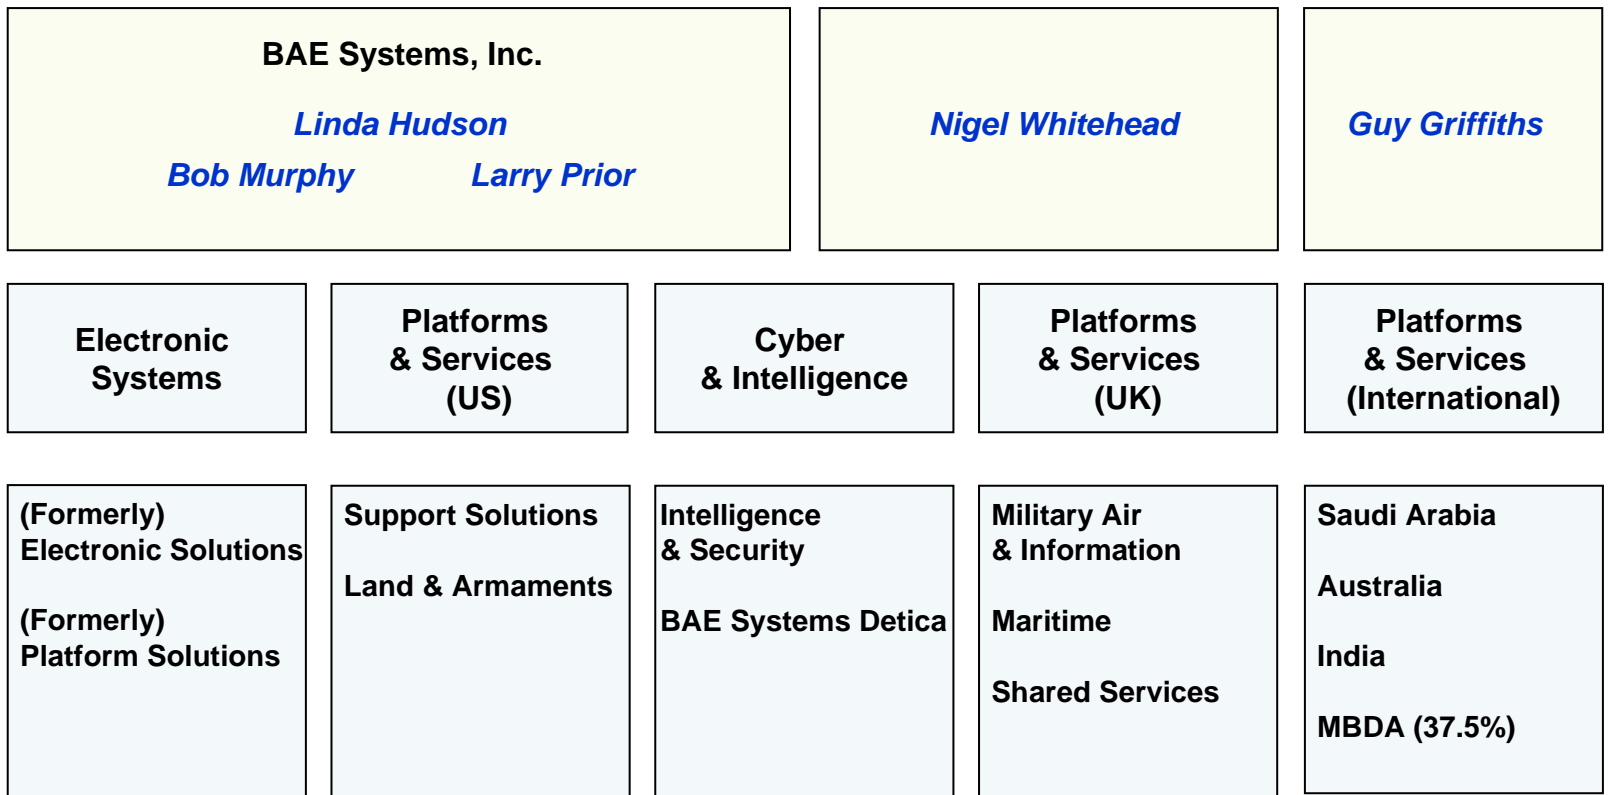 BAE Systems, Inc.
Linda Hudson
Bob Murphy
Larry Prior
Nigel Whitehead
Guy Griffiths
Electronic
Systems
Platforms
& Services
(US)
Cyber
& Intelligence
Platforms
& Services
(UK)
Platforms
& Services
(International)
(Formerly)
Electronic Solutions
(Formerly)
Platform Solutions
Support Solutions
Land & Armaments
Intelligence
& Security
BAE Systems Detica
Military Air
& Information
Maritime
Shared Services
Saudi Arabia
Australia
India
MBDA (37.5%)